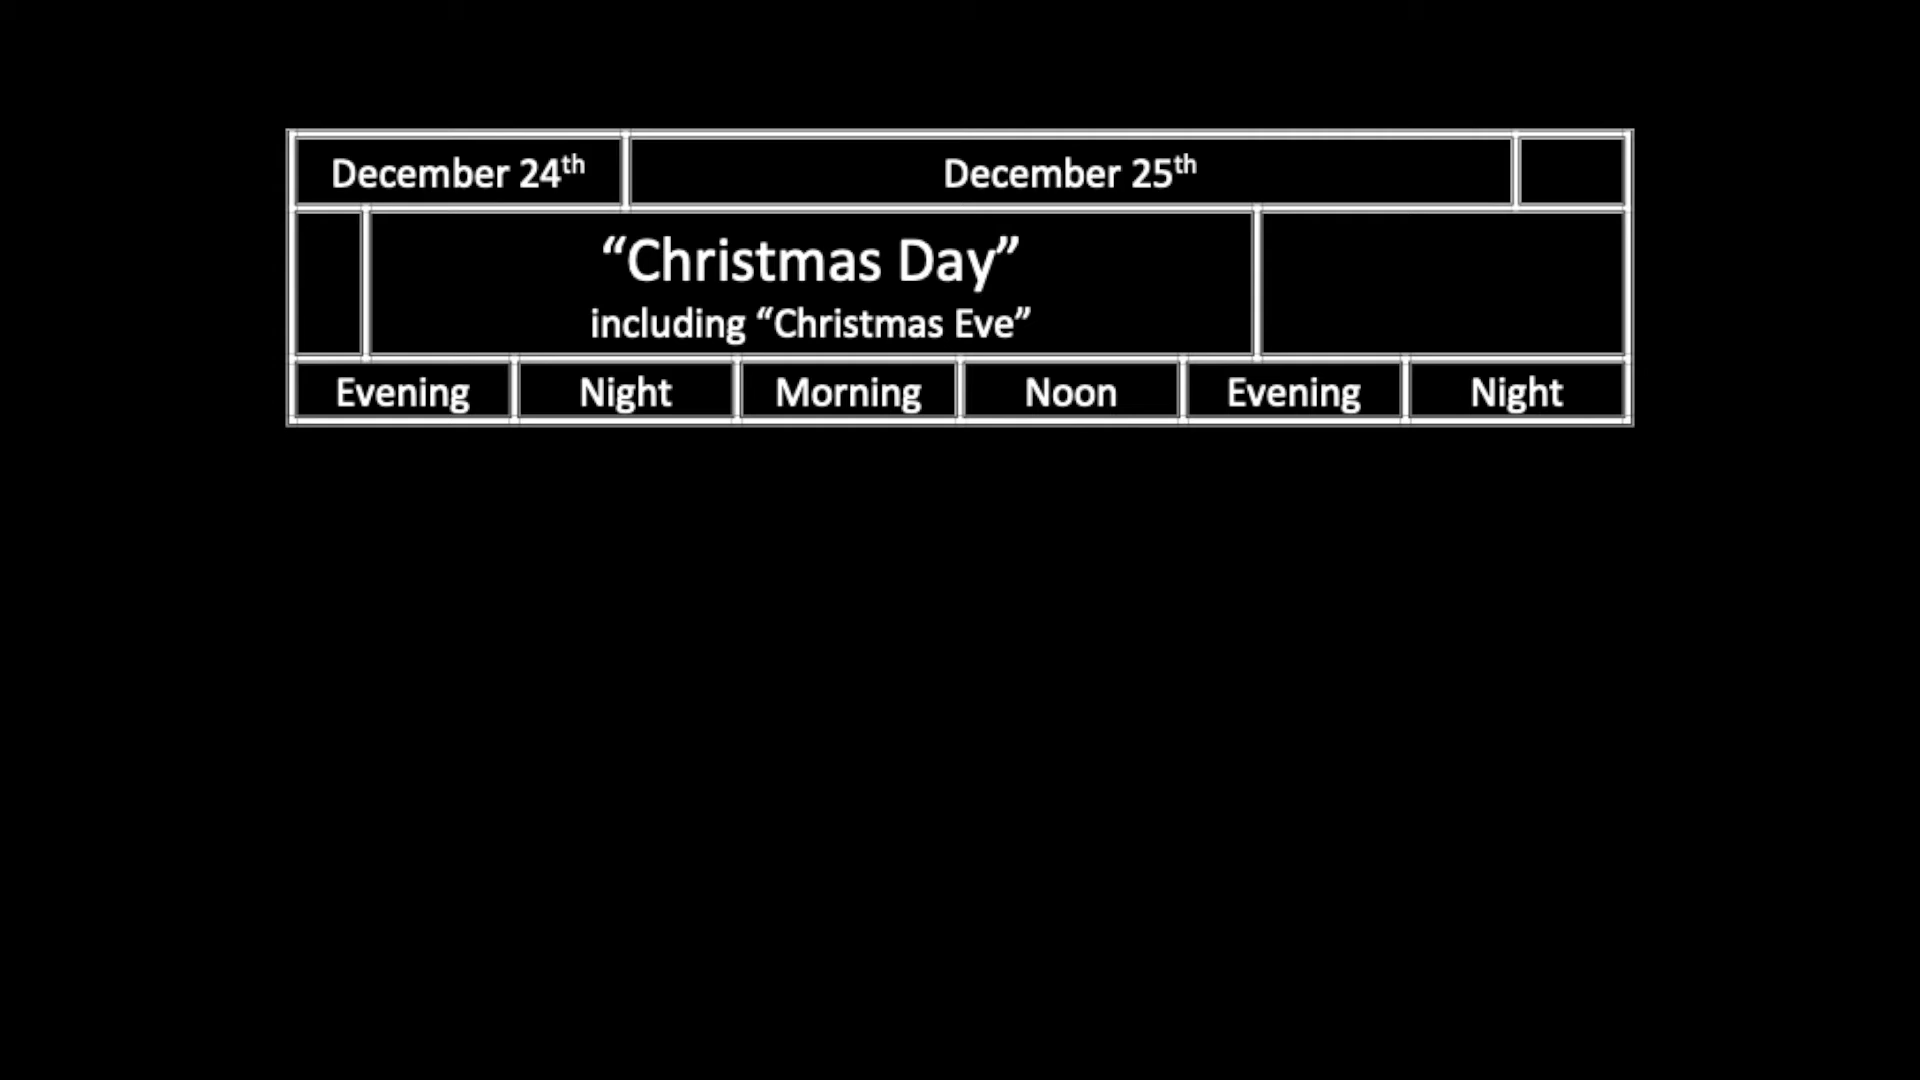 December 24th December 25th
“Christmas Day”
including “Christmas Eve”
Evening Night Morning Noon Evening Night